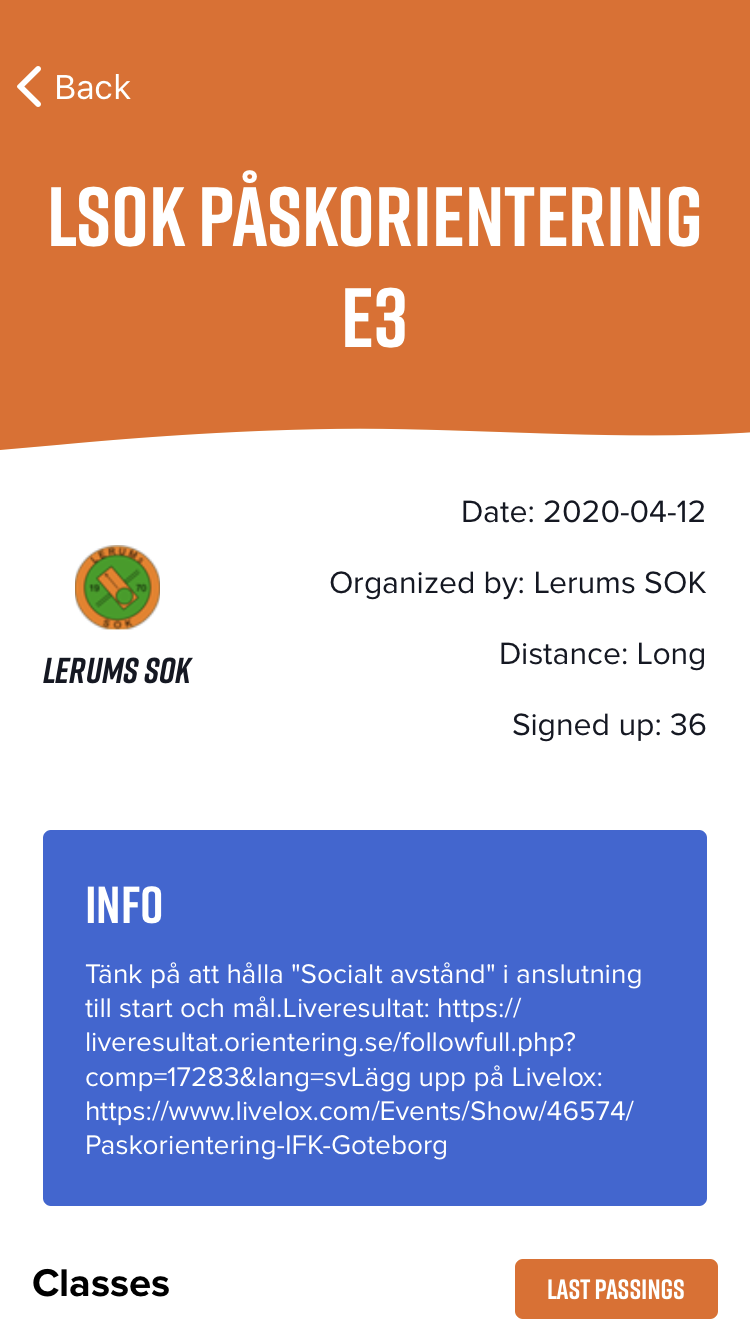 Back
LSOK PÅSKORIENTERING
E3
Date: 2020-04-12
LERUMS
19 70
SOK
Organized by: Lerums SOK
LERUMS SOK
Distance: Long
Signed up: 36
INFO
Tänk på att hålla "Socialt avstånd" i anslutning
till start och mål.Liveresultat: https://
liveresultat.orientering.se/followfull.php?
comp=17283&lang=svLägg upp på Livelox:
https://www.livelox.com/Events/Show/46574/
Paskorientering-IFK-Goteborg
Classes
LAST PASSINGS